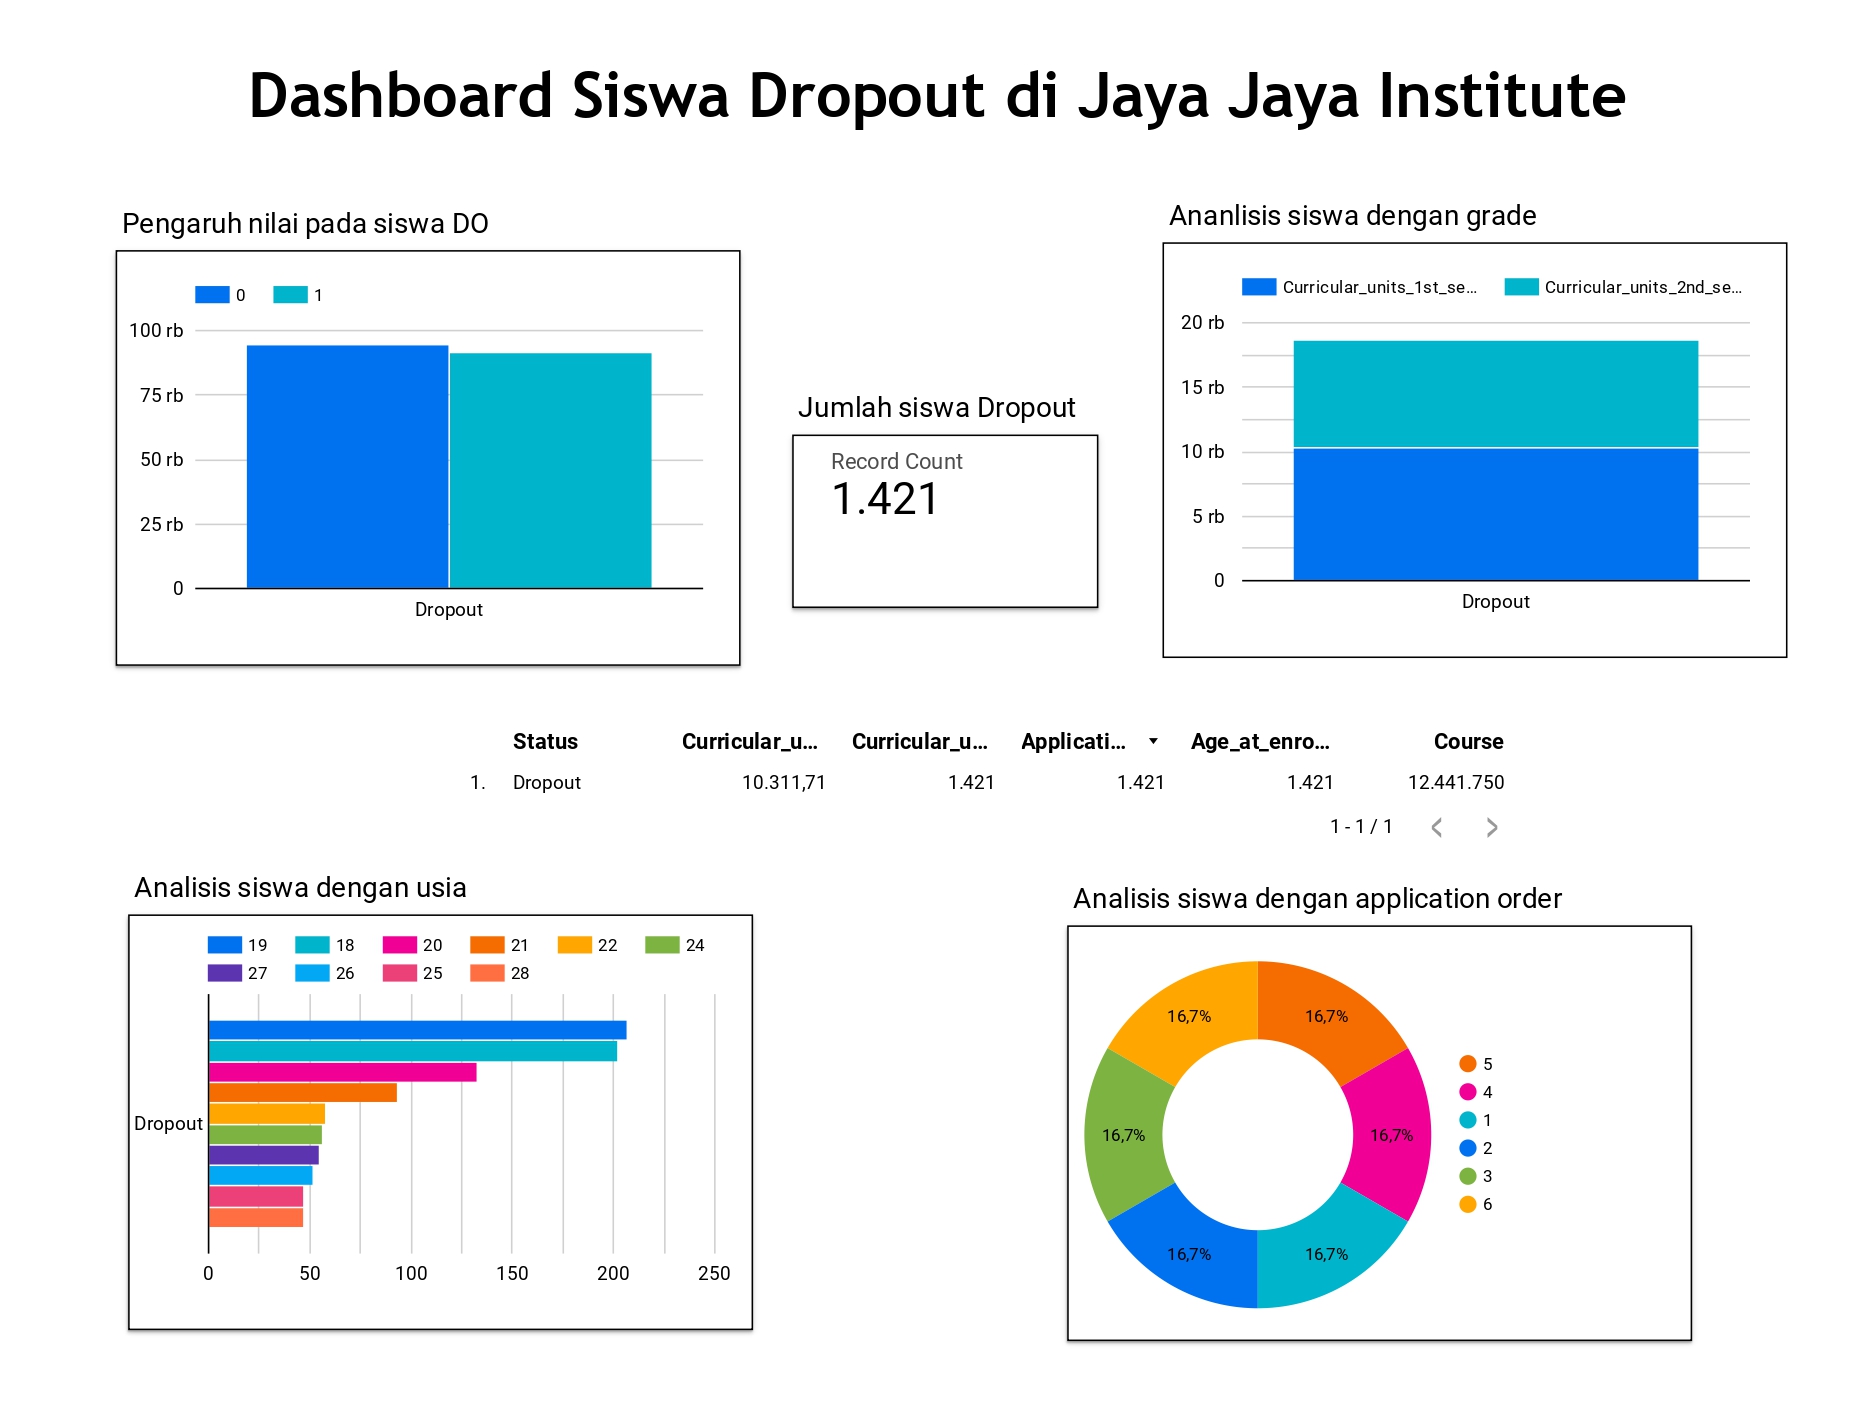 Dashboard Siswa Dropout di Jaya Jaya Institute
Pengaruh nilai pada siswa DO
0 1
100 rb
75 rb
50 rb
25 rb
0
Dropout
Jumlah siswa Dropout
Record Count
1.421
Ananlisis siswa dengan grade
Curricular_units_1st_se... Curricular_units_2nd_se...
20 rb
15 rb
10 rb
5 rb
0
Dropout
Status Curricular_u... Curricular_u... Applicati... Age_at_enro... Course
1. Dropout 10.311,71 1.421 1.421 1.421 12.441.750
1 - 1 / 1 < >
Analisis siswa dengan usia
19 18 20 21 22 24
27 26 25 28
Dropout
0 50 100 150 200 250
Analisis siswa dengan application order
16,7% 16,7%
16,7% 16,7%
16,7% 16,7%
5
4
1
2
3
6